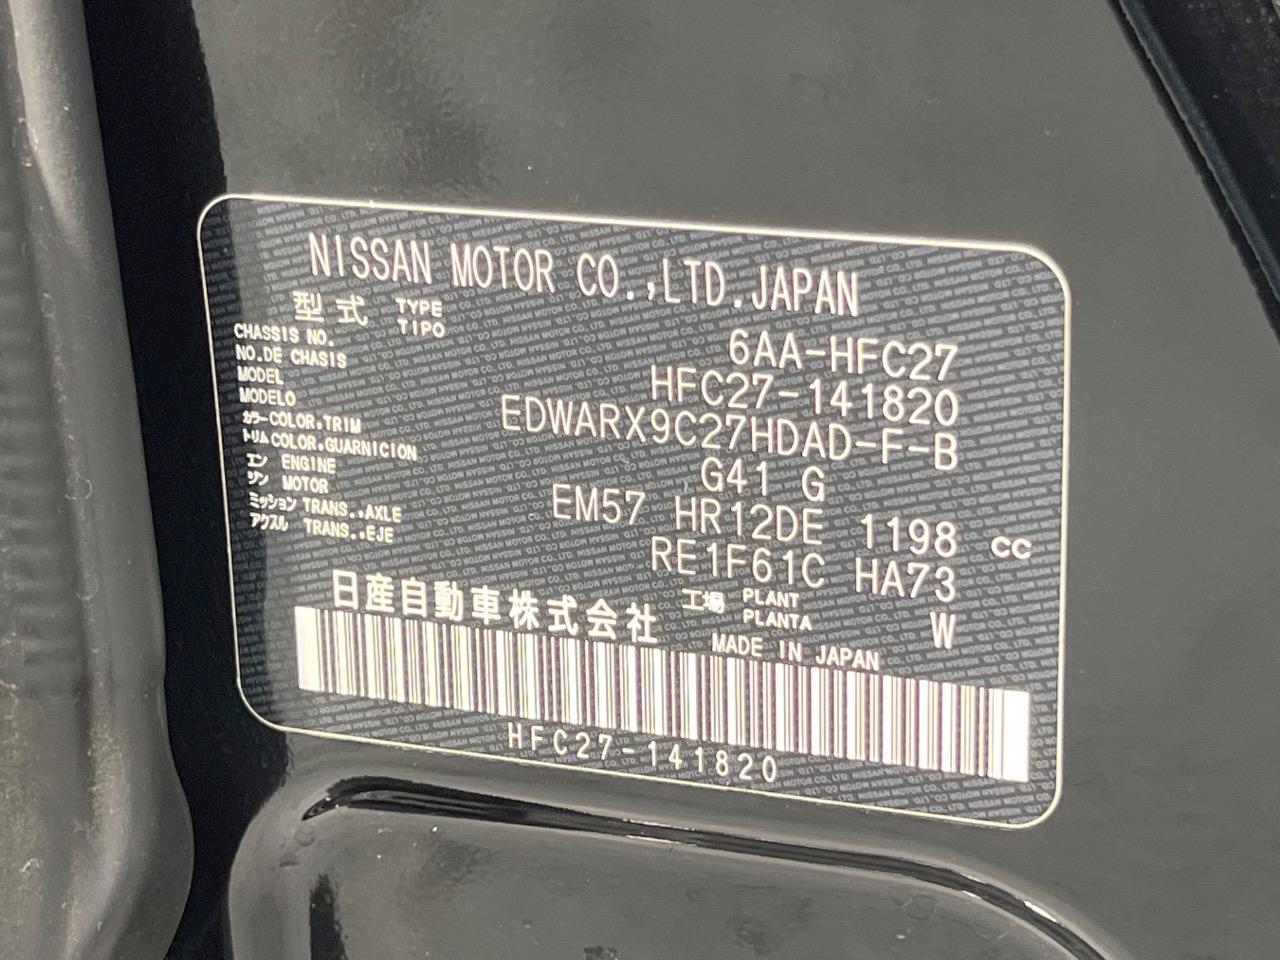 NISSAN MOTOR CO.,LTD.JAPAN
型式 TYPE TIPO 6AA-HFC27
CHASSIS NO. NO.DE CHASIS HFC27-141820
MODEL MODELO EDWARX9C27HDAD-F-B
カラー COLOR.TRIM トリム COLOR.GUARNICION G41 G
エンジン ENGINE MOTOR EM57 HR12DE 1198 cc
ミッション TRANS..AXLE アクスル TRANS..EJE RE1F61C HA73
日産自動車株式会社 工場 PLANT PLANTA W
MADE IN JAPAN
HFC27-141820